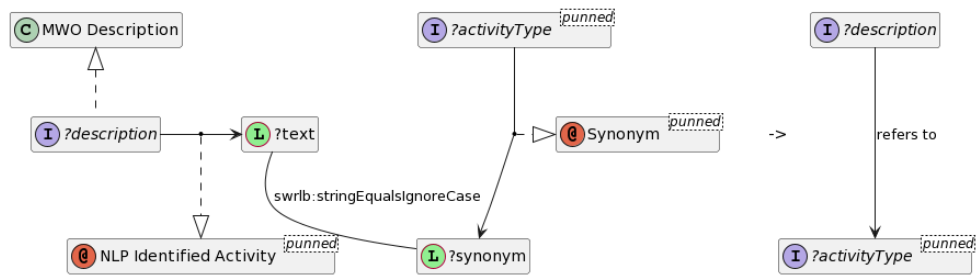 C MWO Description
I ?activityType
punned
I ?description
I ?description
L ?text
@ Synonym
punned
->
refers to
swrlb:stringEqualsIgnoreCase
@ NLP Identified Activity
punned
L ?synonym
I ?activityType
punned